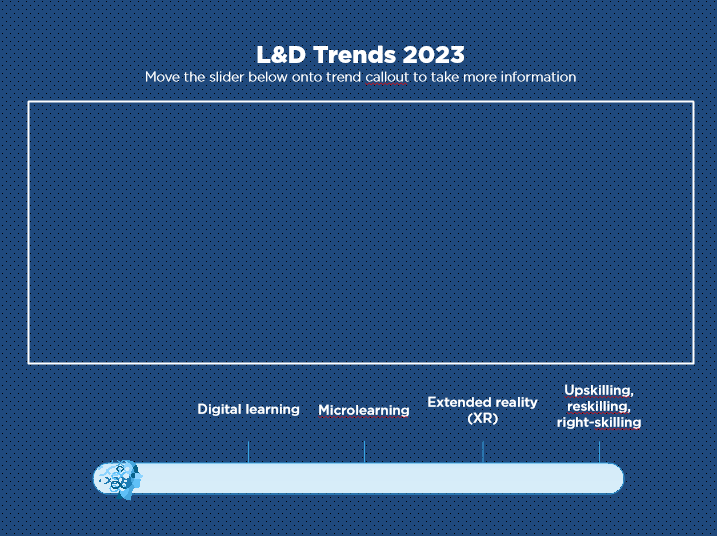 L&D Trends 2023
Move the slider below onto trend callout to take more information
Digital learning
Microlearning
Extended reality
(XR)
Upskilling,
reskilling,
right-skilling